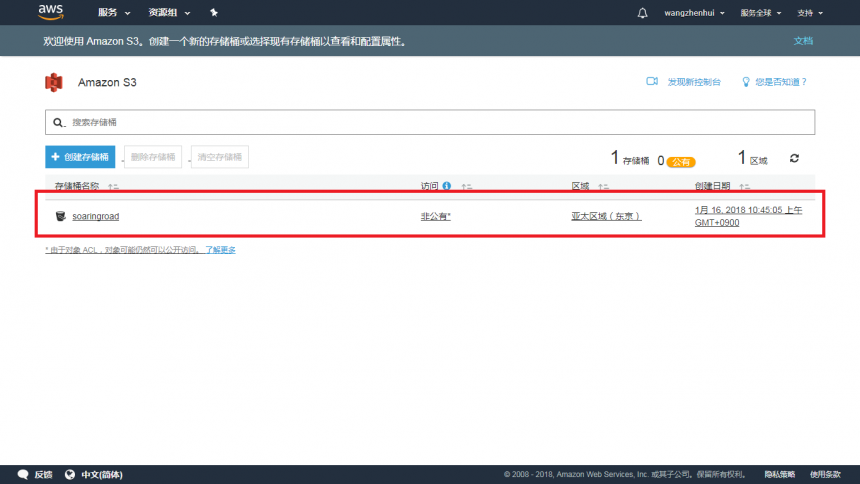 aws 服务 资源组 wangzhenhui 服务全球 支持
欢迎使用 Amazon S3。创建一个新的存储桶或选择现有存储桶以查看和配置属性。 文档
Amazon S3 发现新控制台 您是否知道？
搜索存储桶
+ 创建存储桶 删除存储桶 清空存储桶 1 存储桶 0 公有 1 区域
存储桶名称 访问 区域 创建日期
soaringroad 非公有* 亚太区域（东京） 1月 16, 2018 10:45:05 上午
GMT+0900
* 由于对象 ACL，对象可能仍然可以公开访问。 了解更多
反馈 中文(简体) © 2008 - 2018, Amazon Web Services, Inc. 或其子公司。保留所有权利。 隐私策略 使用条款